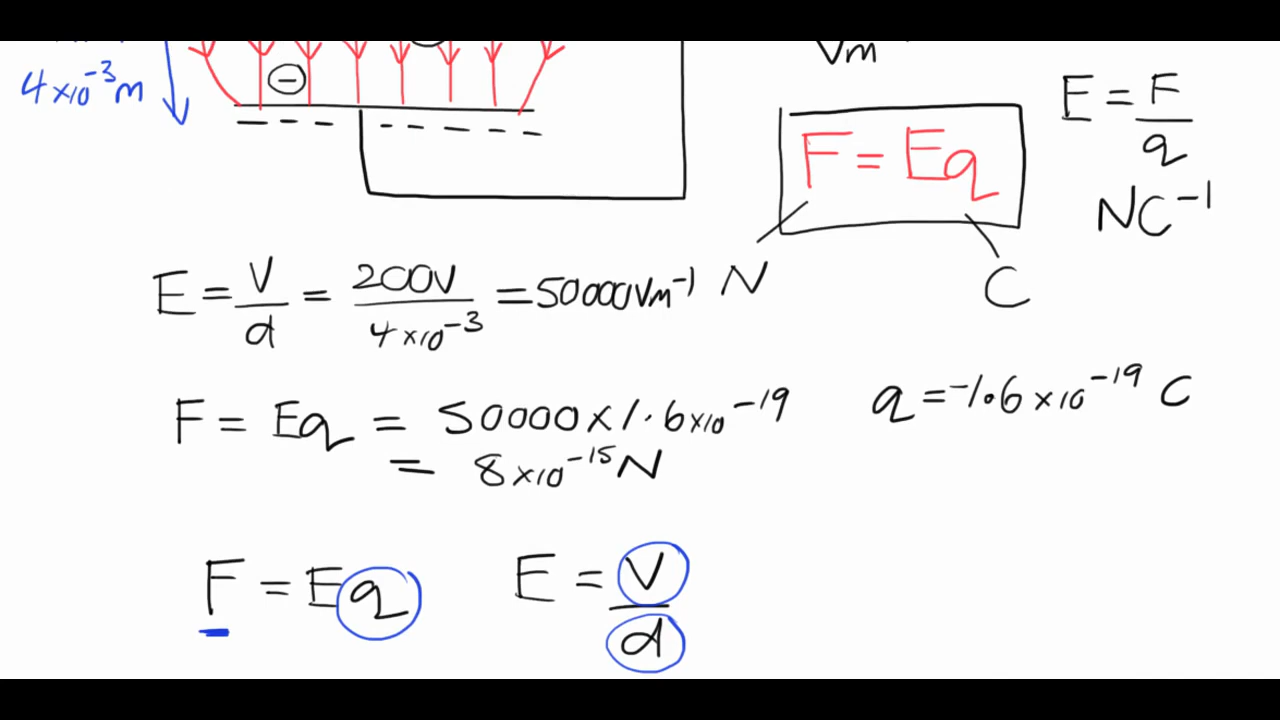 4×10⁻³m
Vm
E = F/q
F = Eq
NC⁻¹
N
C
E = V/d = 200V/4×10⁻³ = 50000Vm⁻¹
F = Eq = 50000×1.6×10⁻¹⁹
q = -1.6×10⁻¹⁹ C
= 8×10⁻¹⁵N
F = Eq
E = V/d